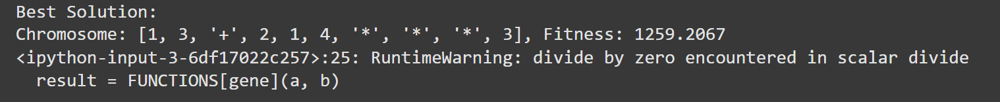 Best Solution:
Chromosome: [1, 3, '+', 2, 1, 4, '*', '*', '*', 3], Fitness: 1259.2067
<ipython-input-3-6df17022c257>:25: RuntimeWarning: divide by zero encountered in scalar divide
  result = FUNCTIONS[gene](a, b)